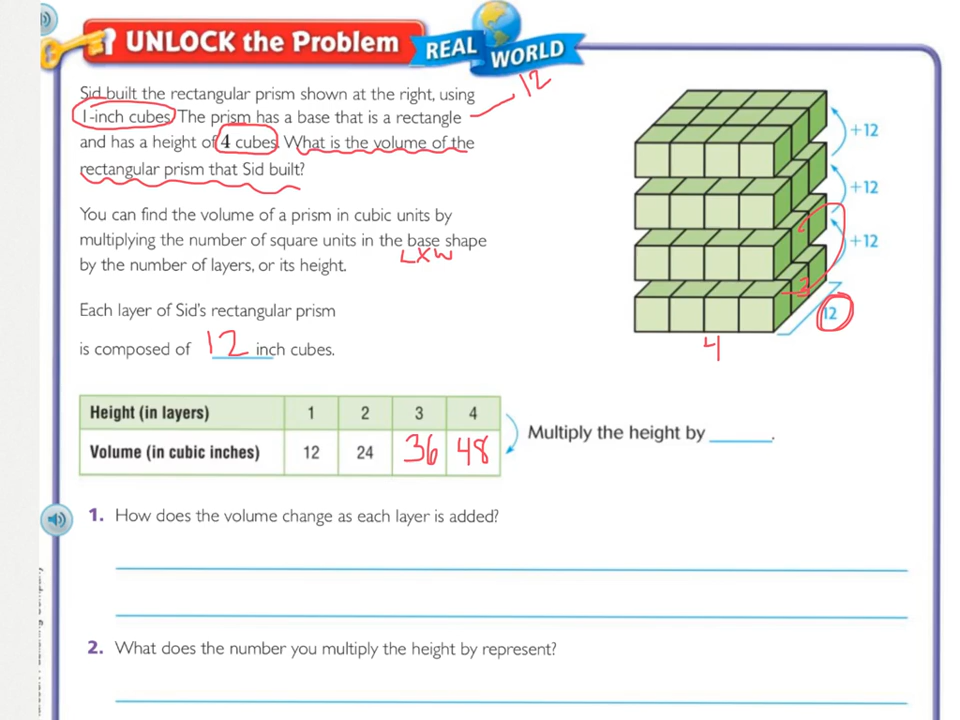 UNLOCK the Problem REAL WORLD
12
Sid built the rectangular prism shown at the right, using
1-inch cubes. The prism has a base that is a rectangle
and has a height of 4 cubes. What is the volume of the
rectangular prism that Sid built?
+12
+12
+12
You can find the volume of a prism in cubic units by
multiplying the number of square units in the base shape
LXW
by the number of layers, or its height.
3
12
4
Each layer of Sid's rectangular prism
is composed of 12 inch cubes.
Height (in layers) 1 2 3 4
Volume (in cubic inches) 12 24 36 48
Multiply the height by ______.
1. How does the volume change as each layer is added?
2. What does the number you multiply the height by represent?